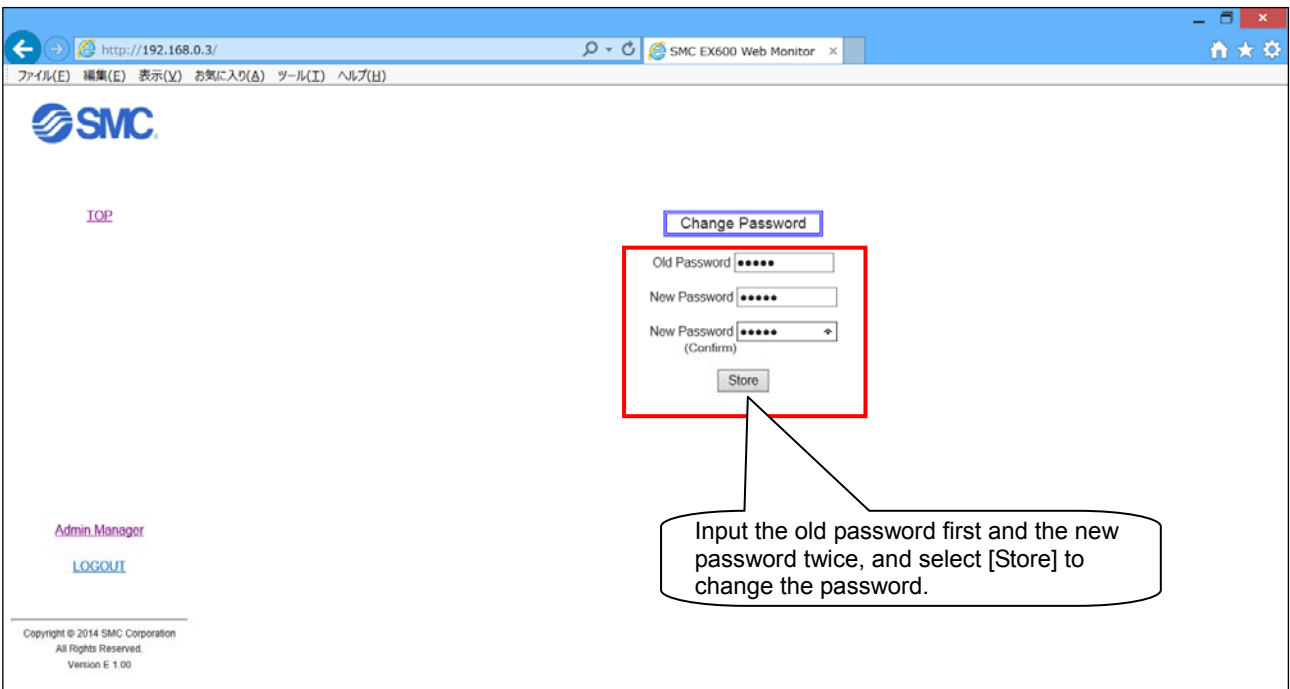 http://192.168.0.3/
SMC EX600 Web Monitor
ファイル(F) 編集(E) 表示(V) お気に入り(A) ツール(T) ヘルプ(H)
SMC.
TOP
Change Password
Old Password •••••
New Password •••••
New Password •••••
(Confirm)
Store
Input the old password first and the new
password twice, and select [Store] to
change the password.
Admin Manager
LOGOUT
Copyright © 2014 SMC Corporation
All Rights Reserved.
Version E 1.00